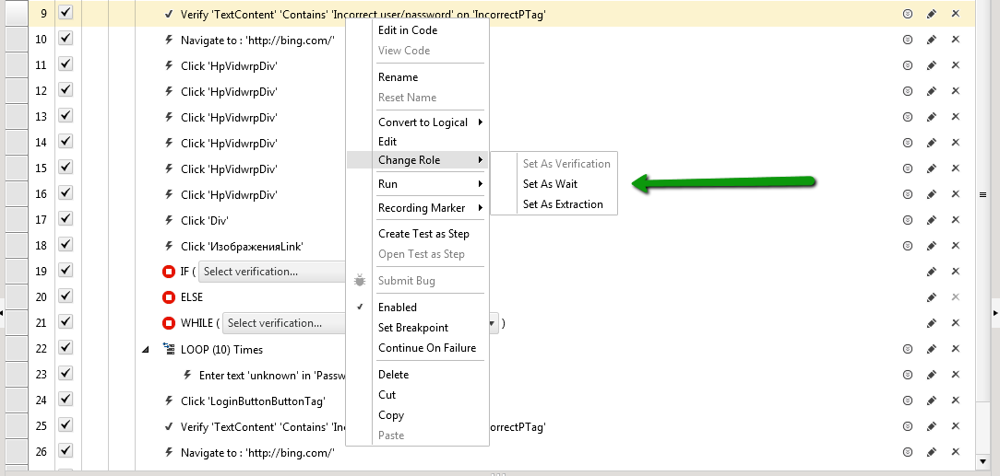 9 Verify 'TextContent' 'Contains' 'Incorrect user/password' on 'IncorrectPTag'
10 Navigate to : 'http://bing.com/'
11 Click 'HpVidwrpDiv'
12 Click 'HpVidwrpDiv'
13 Click 'HpVidwrpDiv'
14 Click 'HpVidwrpDiv'
15 Click 'HpVidwrpDiv'
16 Click 'HpVidwrpDiv'
17 Click 'Div'
18 Click 'ИзображенияLink'
19 IF ( Select verification...
20 ELSE
21 WHILE ( Select verification... )
22 LOOP (10) Times
23 Enter text 'unknown' in 'Passw
24 Click 'LoginButtonButtonTag'
25 Verify 'TextContent' 'Contains' 'Incor rrectPTag'
26 Navigate to : 'http://bing.com/'
Edit in Code
View Code
Rename
Reset Name
Convert to Logical
Edit
Change Role
Run
Recording Marker
Create Test as Step
Open Test as Step
Submit Bug
Enabled
Set Breakpoint
Continue On Failure
Delete
Cut
Copy
Paste
Set As Verification
Set As Wait
Set As Extraction